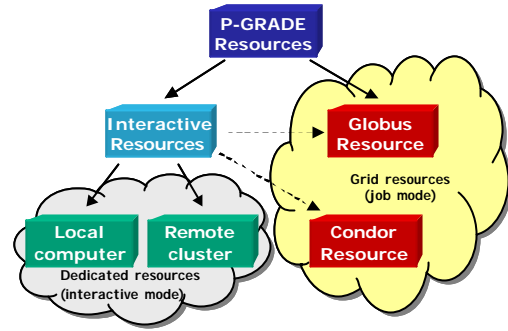 P-GRADE
Resources
Interactive
Resources
Globus
Resource
Grid resources
(job mode)
Local
computer
Remote
cluster
Condor
Resource
Dedicated resources
(interactive mode)